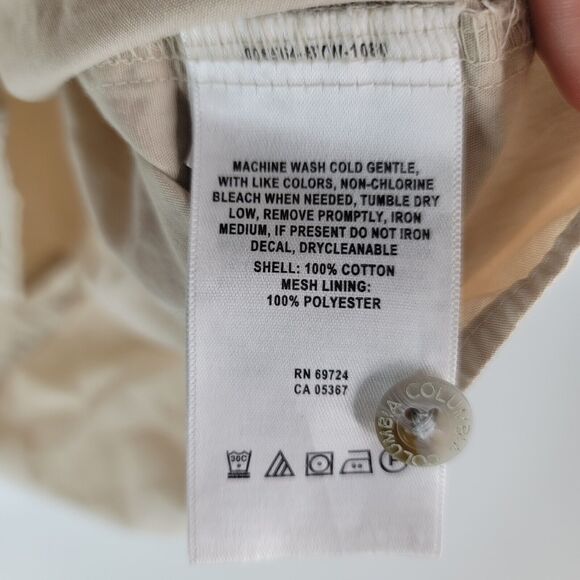 MACHINE WASH COLD GENTLE,
WITH LIKE COLORS, NON-CHLORINE
BLEACH WHEN NEEDED, TUMBLE DRY
LOW, REMOVE PROMPTLY, IRON
MEDIUM, IF PRESENT DO NOT IRON
DECAL, DRYCLEANABLE
SHELL: 100% COTTON
MESH LINING:
100% POLYESTER
RN 69724
CA 05367
COLUMBIA COLUMBIA
30C